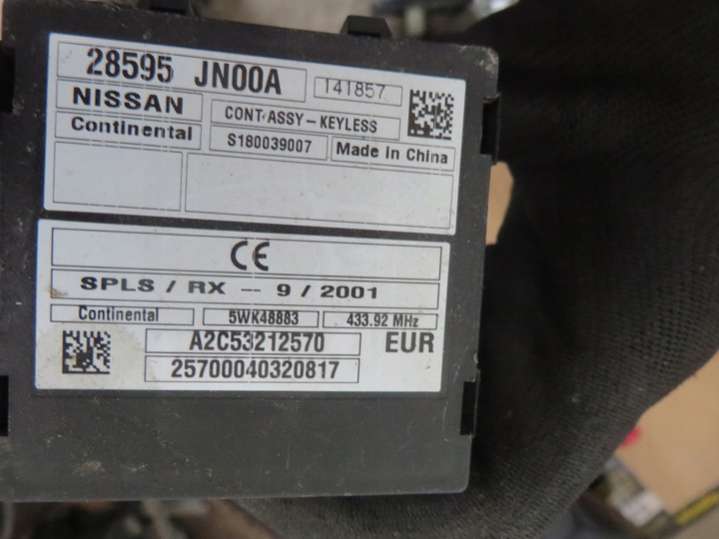 28595 JN00A 141857
NISSAN CONT ASSY-KEYLESS
Continental S180039007 Made in China
CE
SPLS / RX - 9 / 2001
Continental 5WK48883 433.92 MHz
A2C53212570 EUR
25700040320817